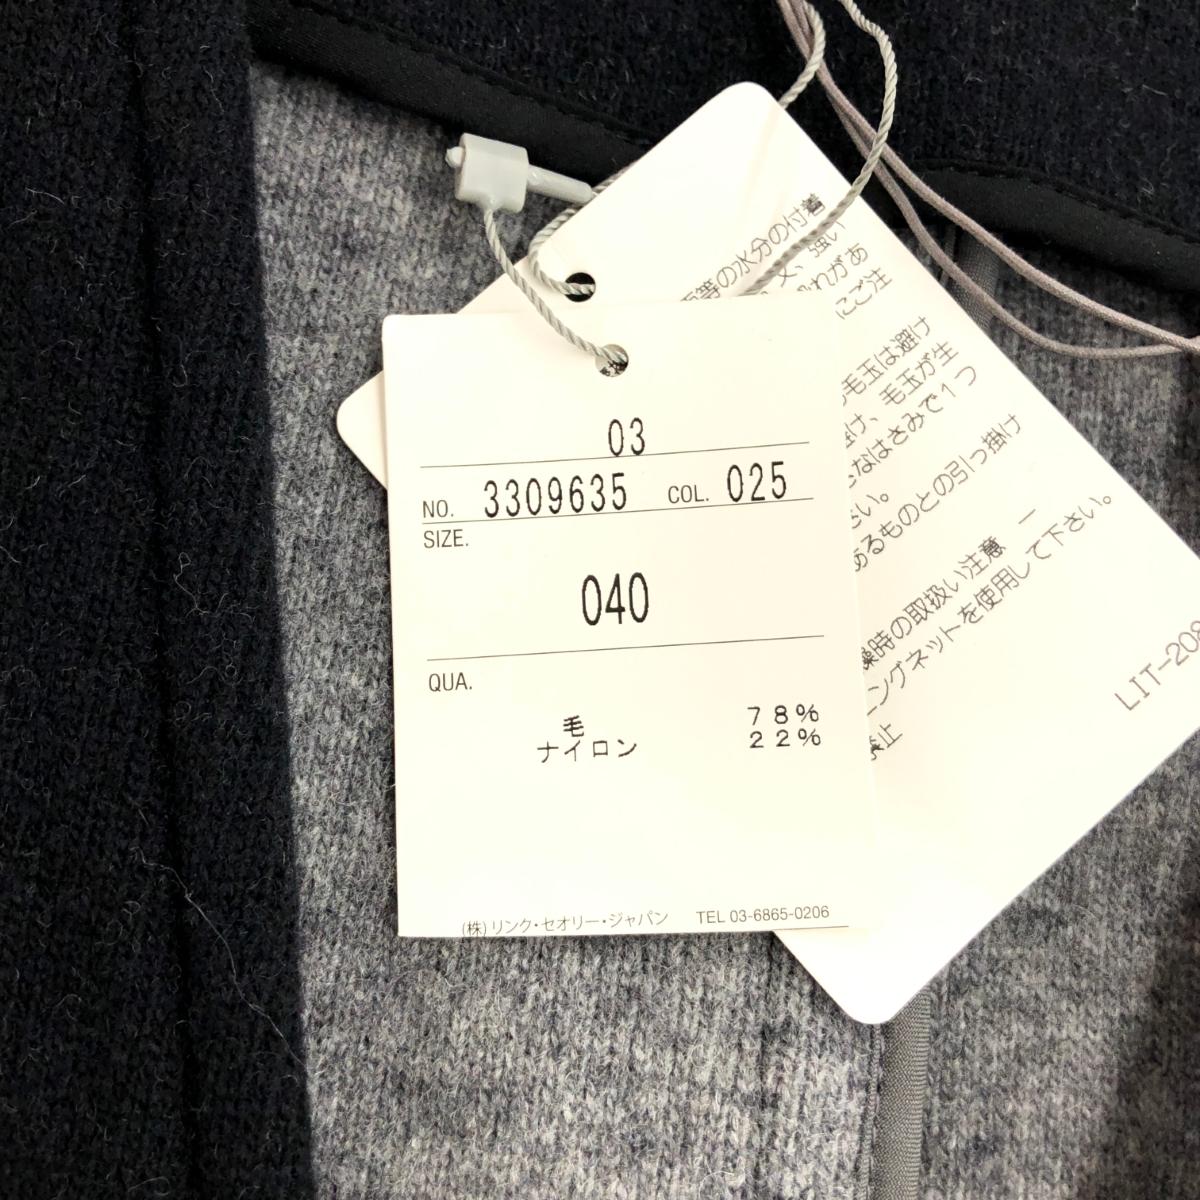 03
NO. 3309635 COL. 025
SIZE.
040
QUA.
毛 78%
ナイロン 22%
(株)リンク・セオリー・ジャパン TEL 03-6865-0206
等の水分の付着
強い
れがあ
にご注
毛玉は避け
け、毛玉が生
なはさみで1つ
さい。
あるものとの引っ掛け
時の取扱い注意 ー
ニングネットを使用して下さい。
禁止
LIT-208